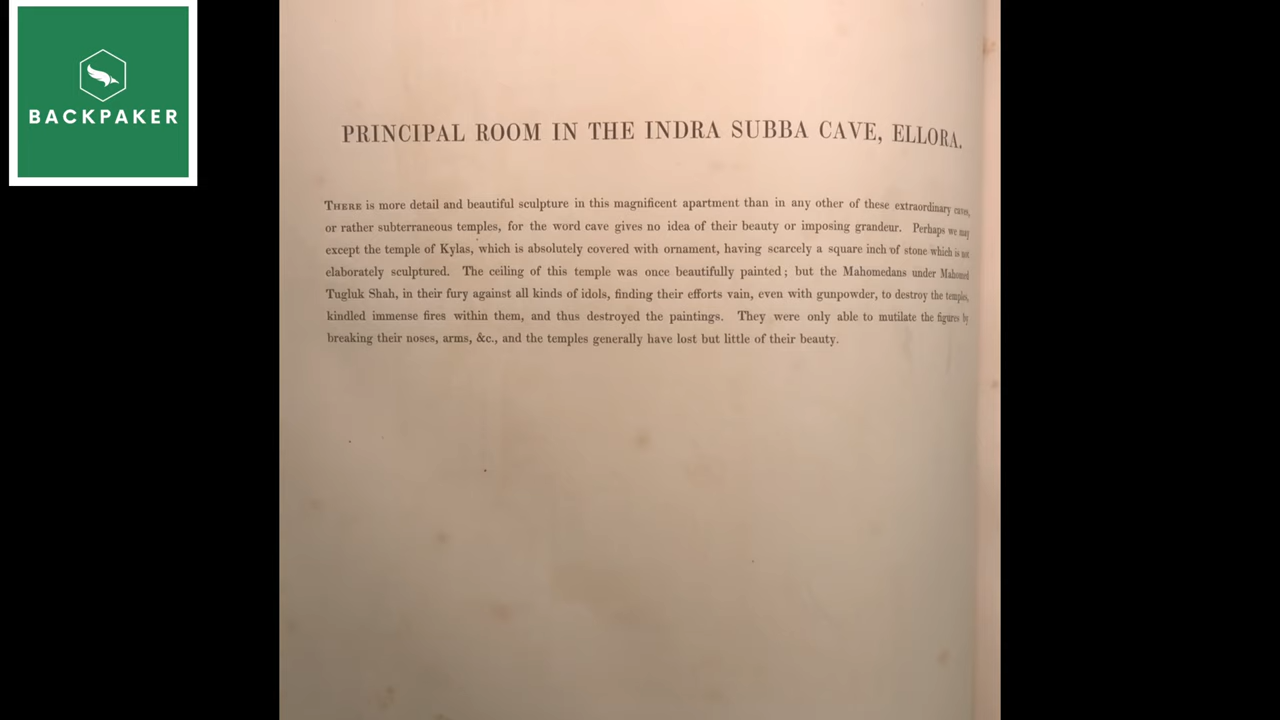 BACKPAKER
PRINCIPAL ROOM IN THE INDRA SUBBA CAVE, ELLORA.
THERE is more detail and beautiful sculpture in this magnificent apartment than in any other of these extraordinary caves,
or rather subterraneous temples, for the word cave gives no idea of their beauty or imposing grandeur. Perhaps we may
except the temple of Kylas, which is absolutely covered with ornament, having scarcely a square inch of stone which is not
elaborately sculptured. The ceiling of this temple was once beautifully painted; but the Mahomedans under Mahomed
Tugluk Shah, in their fury against all kinds of idols, finding their efforts vain, even with gunpowder, to destroy the temples,
kindled immense fires within them, and thus destroyed the paintings. They were only able to mutilate the figures by
breaking their noses, arms, &c., and the temples generally have lost but little of their beauty.